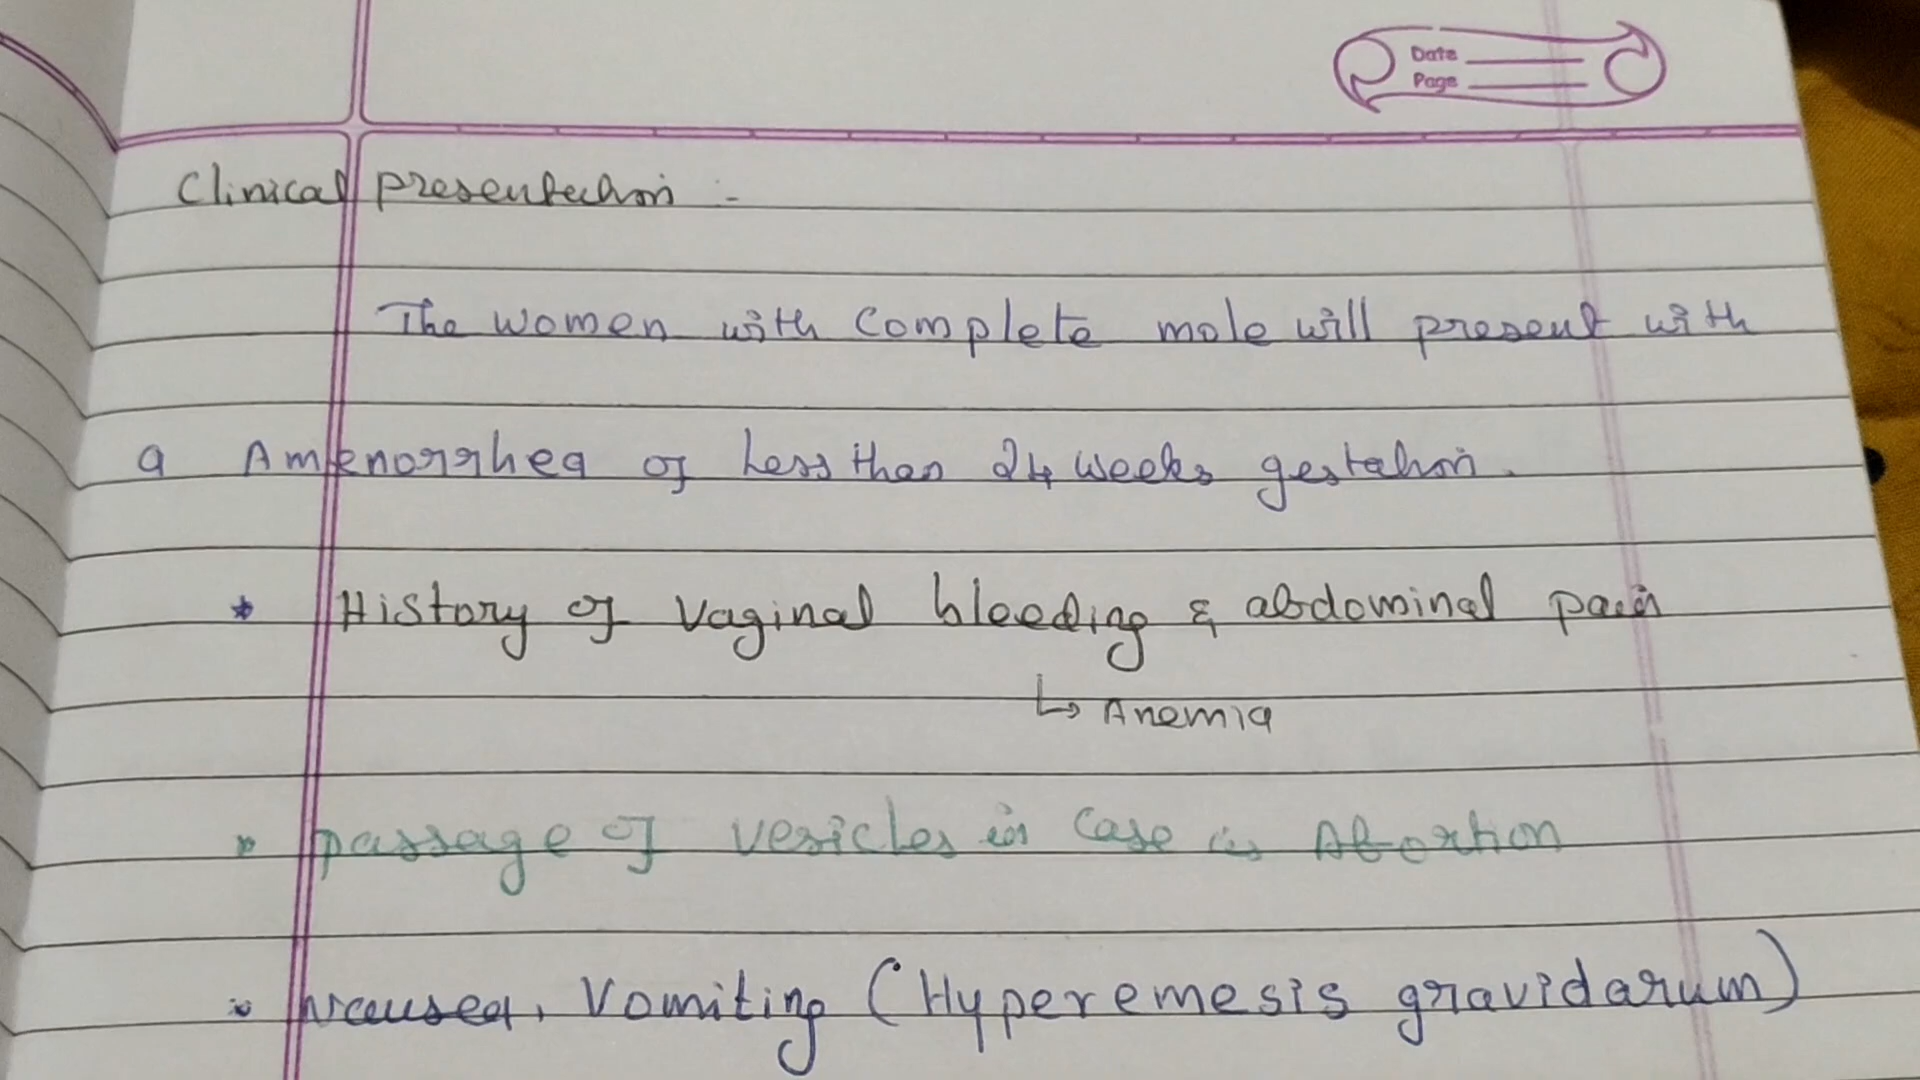 Date
Page
Clinical presentation :-
The women with complete mole will present with
a Amenorrhea of Less than 24 weeks gestation.
* History of vaginal bleeding & abdominal pain
↳ Anemia
* passage of vesicles in case in Abortion
* Nausea, Vomiting (Hyperemesis gravidarum)